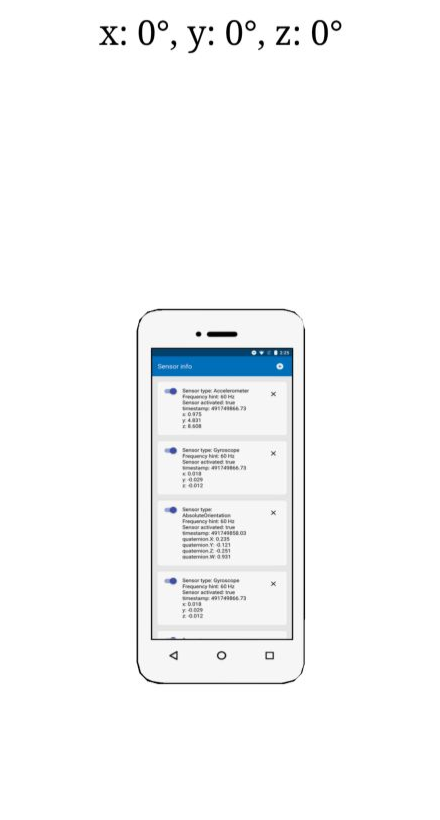 x: 0°, y: 0°, z: 0°
3:25
Sensor info
Sensor type: Accelerometer
Frequency hint: 60 Hz
Sensor activated: true
timestamp: 491749866.73
x: 0.975
y: 4.831
z: 8.608
Sensor type: Gyroscope
Frequency hint: 60 Hz
Sensor activated: true
timestamp: 491749866.73
x: 0.018
y: -0.029
z: -0.012
Sensor type:
AbsoluteOrientation
Frequency hint: 60 Hz
Sensor activated: true
timestamp: 491749858.03
quaternion.X: 0.235
quaternion.Y: -0.121
quaternion.Z: -0.251
quaternion.W: 0.931
Sensor type: Gyroscope
Frequency hint: 60 Hz
Sensor activated: true
timestamp: 491749866.73
x: 0.018
y: -0.029
z: -0.012